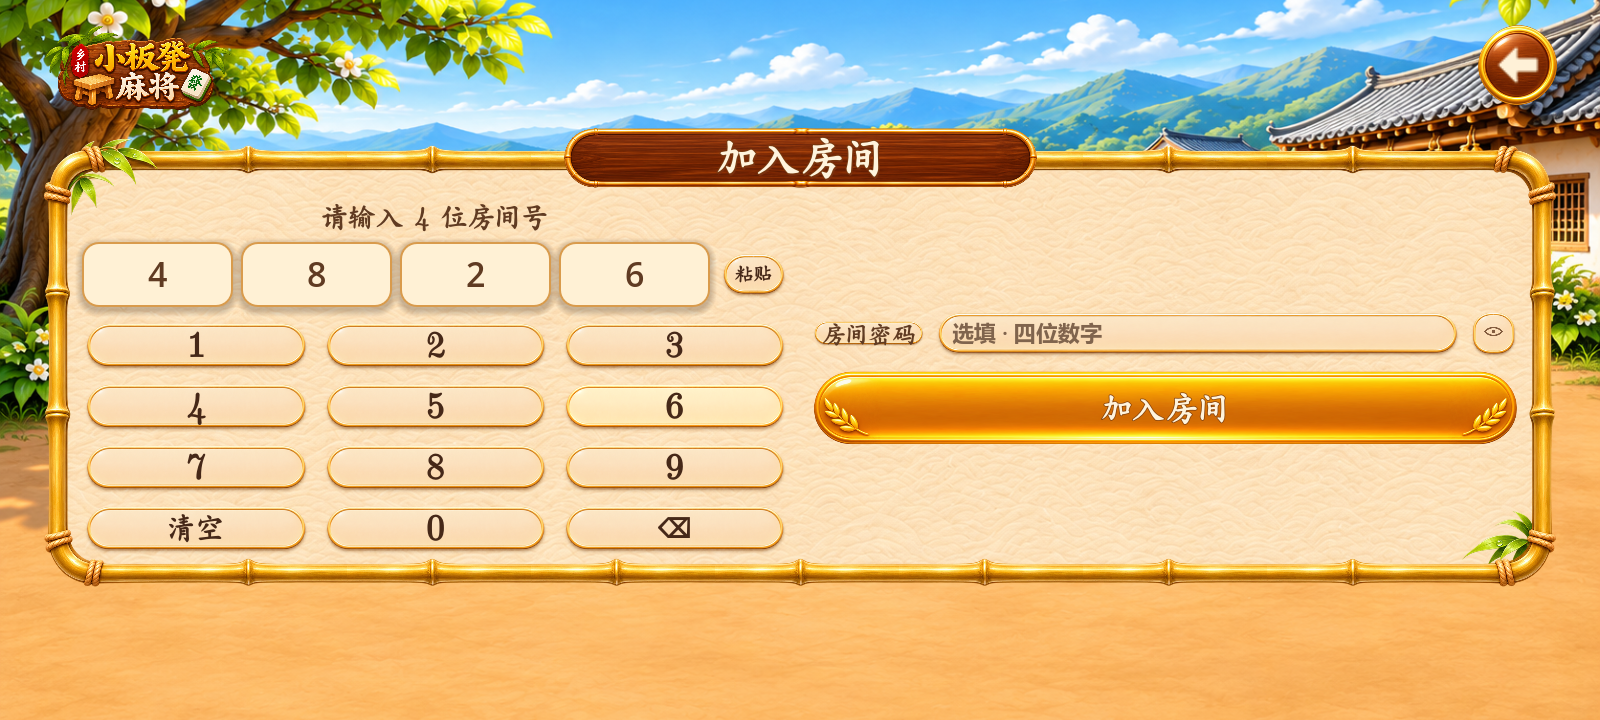 乡村
小板發
麻将
發
加入房间
请输入 4 位房间号
4 8 2 6 粘贴
1 2 3
4 5 6
7 8 9
清空 0 ⌫
房间密码 选填 · 四位数字
加入房间